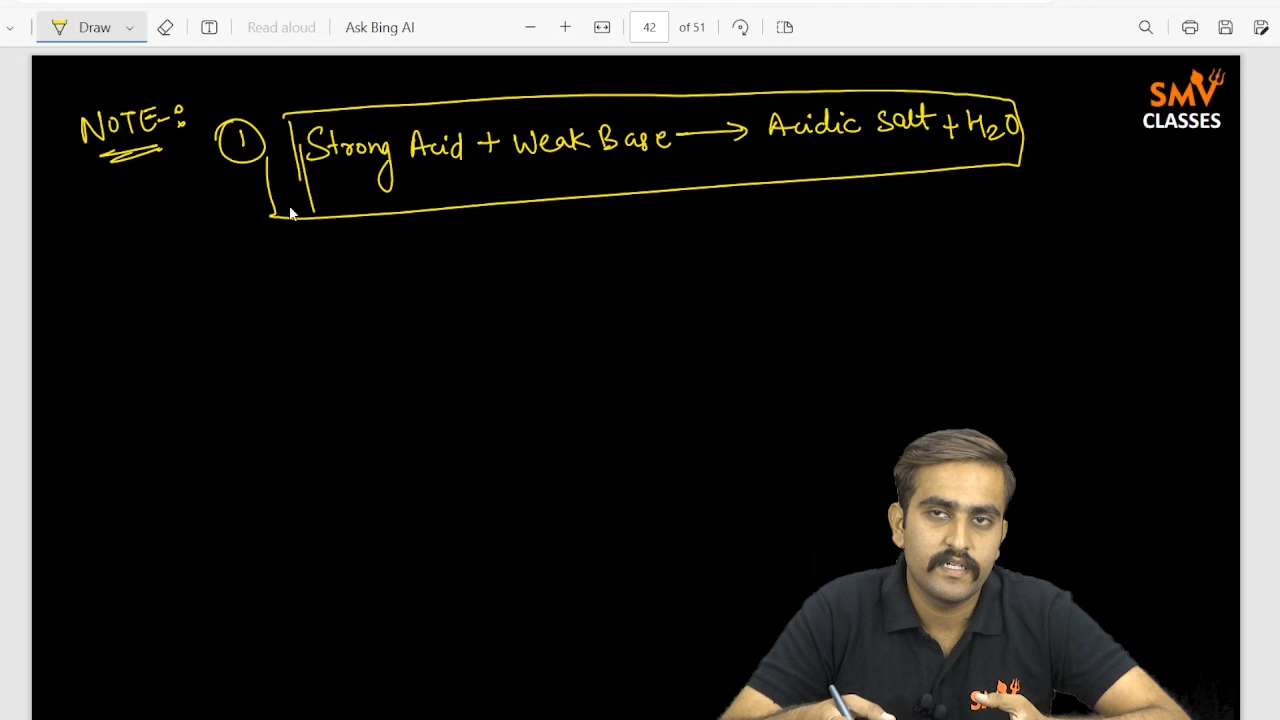 Draw
Read aloud
Ask Bing AI
42 of 51
SMV
CLASSES
NOTE-:
① Strong Acid + Weak Base → Acidic Salt + H₂O
SMV